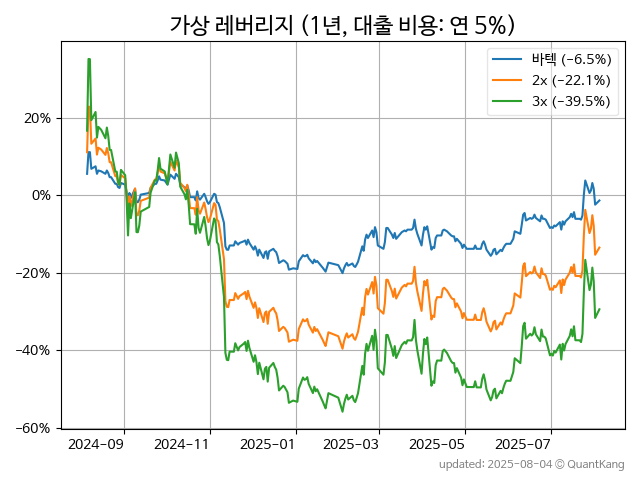 가상 레버리지 (1년, 대출 비용: 연 5%)
바텍 (−6.5%)
2x (−22.1%)
3x (−39.5%)
20%
0%
−20%
−40%
−60%
2024-09 2024-11 2025-01 2025-03 2025-05 2025-07
updated: 2025-08-04 © QuantKang